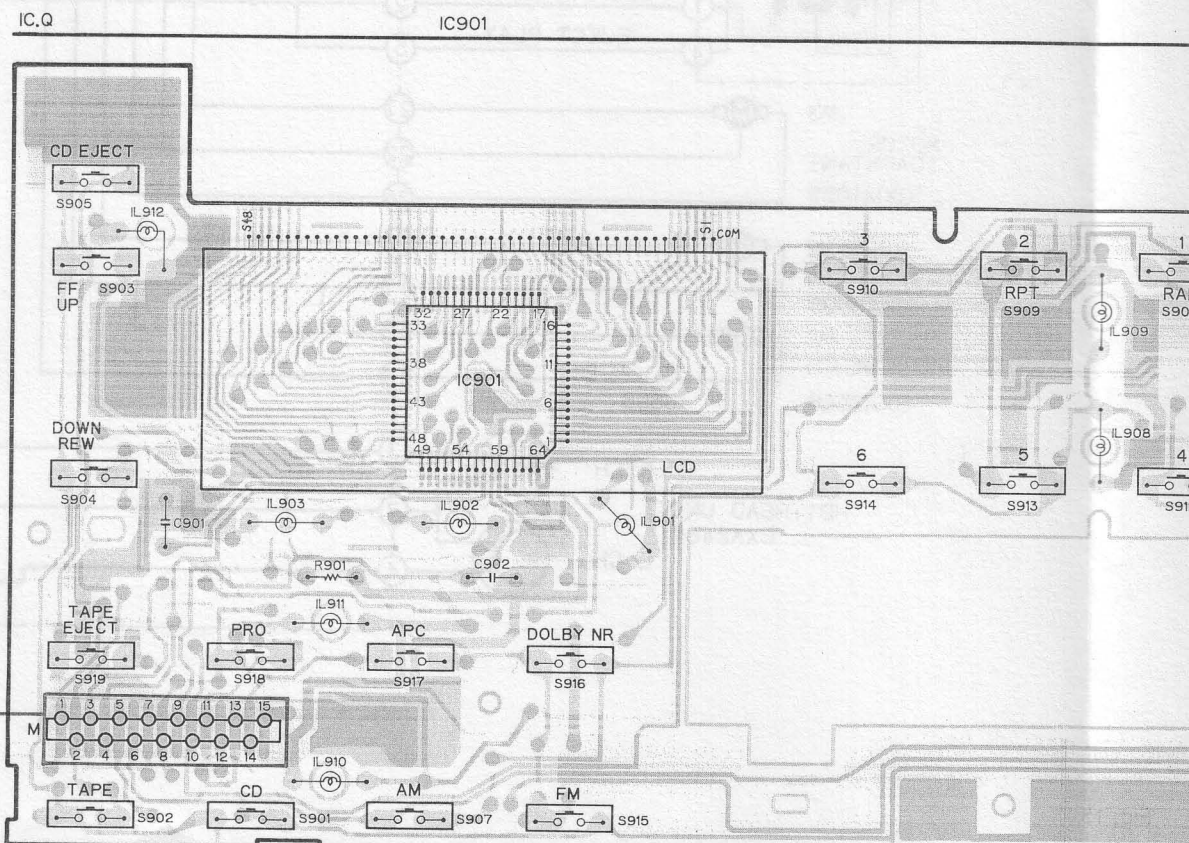 IC.Q IC901
CD EJECT
S905
IL912
S48 S1 COM
3 2 1
S903 S910
FF
UP
RPT
S909
IL909
32 27 22 17
33 16
38 11
IC901
43 6
48 1
49 54 59 64
LCD
DOWN
REW
S904
IL908
6 5 4
S914 S913
C901 IL903 IL902 IL901
R901 C902
IL911
TAPE
EJECT
PRO APC DOLBY NR
S919 S918 S917 S916
1 3 5 7 9 11 13 15
M
2 4 6 8 10 12 14
IL910
TAPE CD AM FM
S902 S901 S907 S915